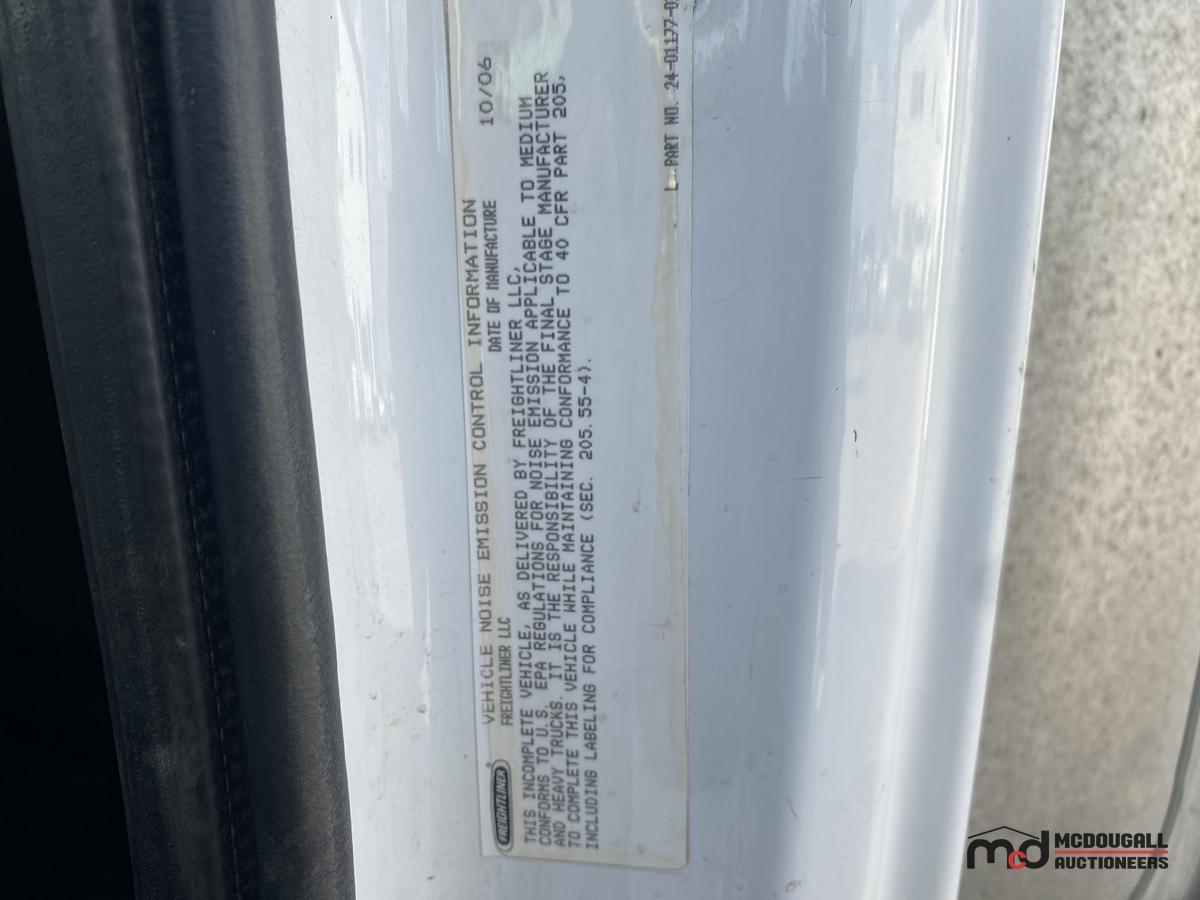 VEHICLE NOISE EMISSION CONTROL INFORMATION
FREIGHTLINER
FREIGHTLINER LLC DATE OF MANUFACTURE 10/06
THIS INCOMPLETE VEHICLE, AS DELIVERED BY FREIGHTLINER LLC,
CONFORMS TO U.S. EPA REGULATIONS FOR NOISE EMISSION APPLICABLE TO MEDIUM
AND HEAVY TRUCKS. IT IS THE RESPONSIBILITY OF THE FINAL STAGE MANUFACTURER
TO COMPLETE THIS VEHICLE WHILE MAINTAINING CONFORMANCE TO 40 CFR PART 205,
INCLUDING LABELING FOR COMPLIANCE (SEC. 205.55-4).
PART NO.
mcd MCDOUGALL
AUCTIONEERS